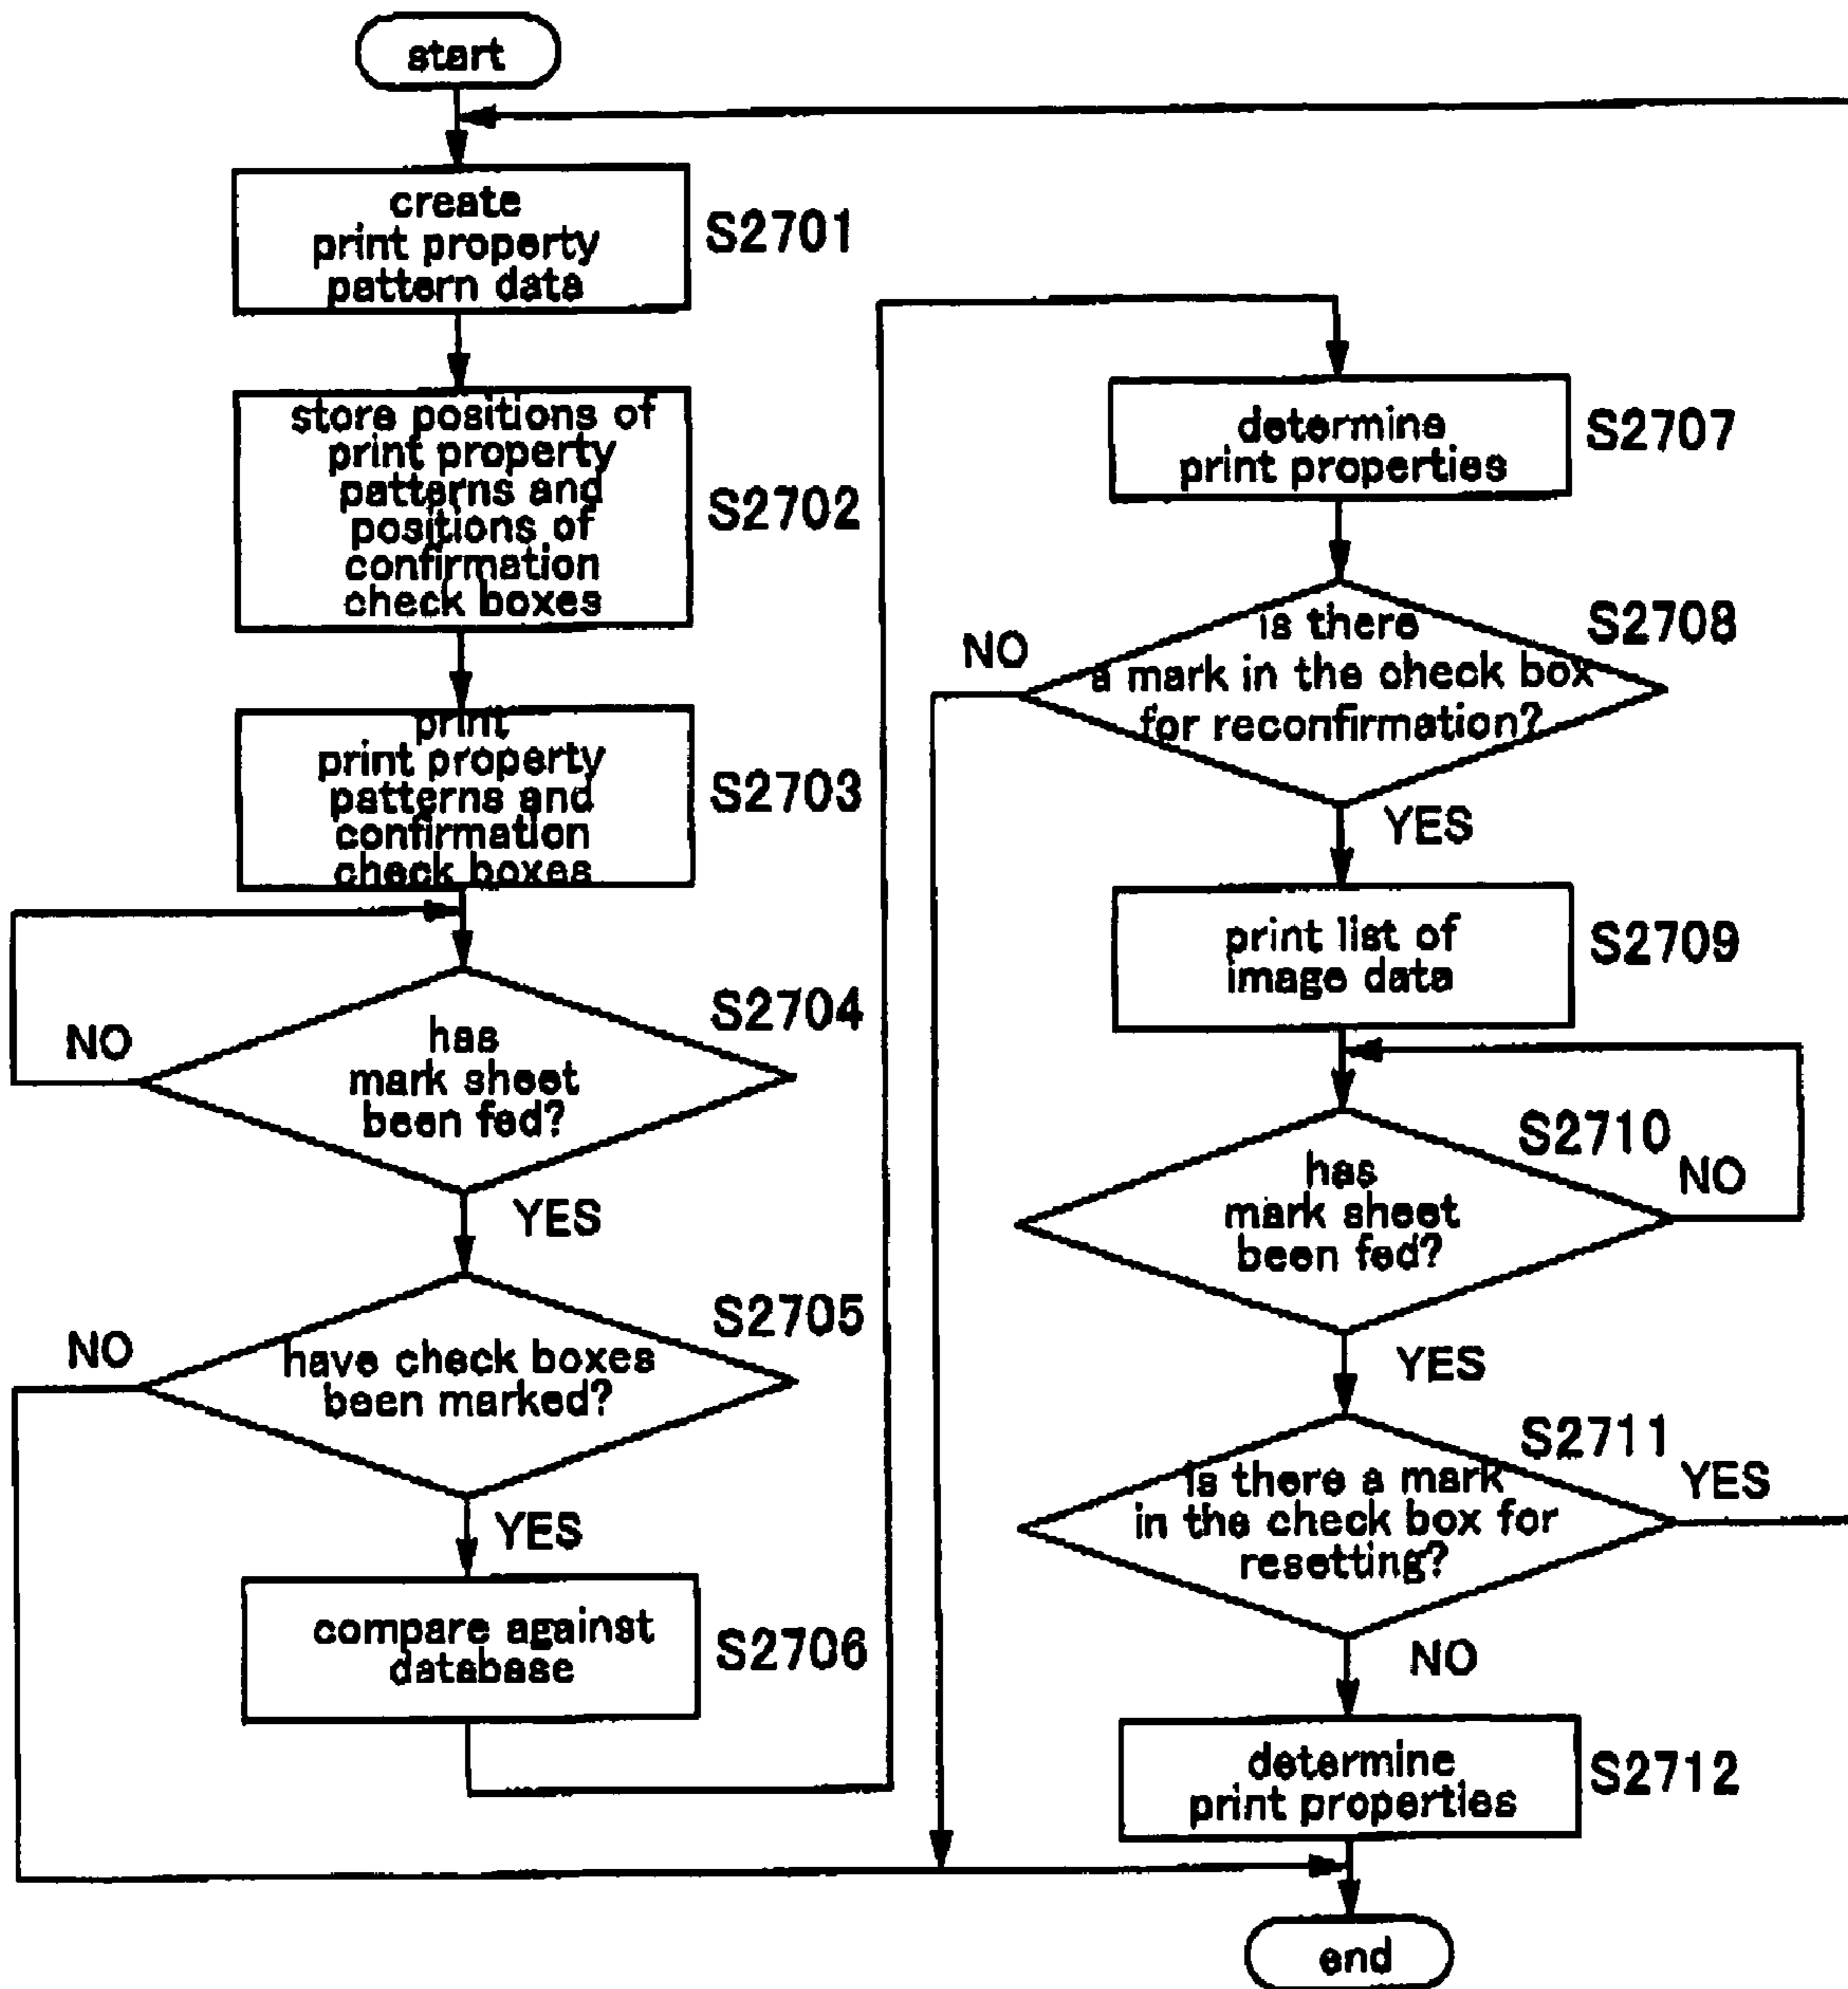 start
create
print property
pattern data
S2701
store positions of
print property
patterns and
positions of
confirmation
check boxes
S2702
print
print property
patterns and
confirmation
check boxes
S2703
has
mark sheet
been fed?
S2704
NO
YES
have check boxes
been marked?
S2705
NO
YES
compare against
database
S2706
determine
print properties
S2707
is there
a mark in the check box
for reconfirmation?
S2708
NO
YES
print list of
image data
S2709
has
mark sheet
been fed?
S2710
NO
YES
is there a mark
in the check box for
resetting?
S2711
YES
NO
determine
print properties
S2712
end